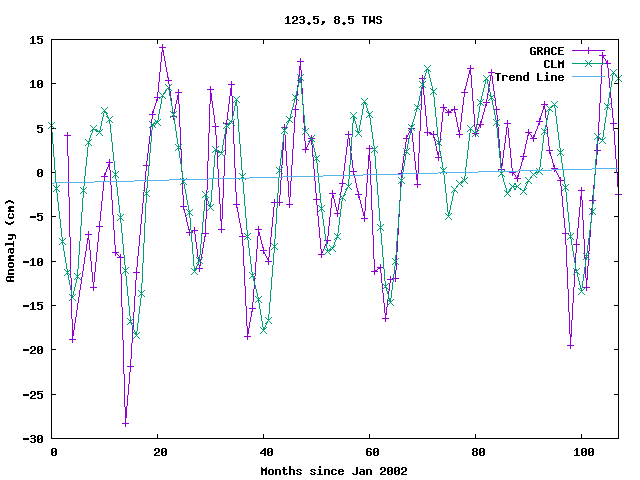 123.5, 8.5 TWS
GRACE
CLM
Trend Line
15
10
5
0
-5
-10
-15
-20
-25
-30
Anomaly (cm)
0 20 40 60 80 100
Months since Jan 2002